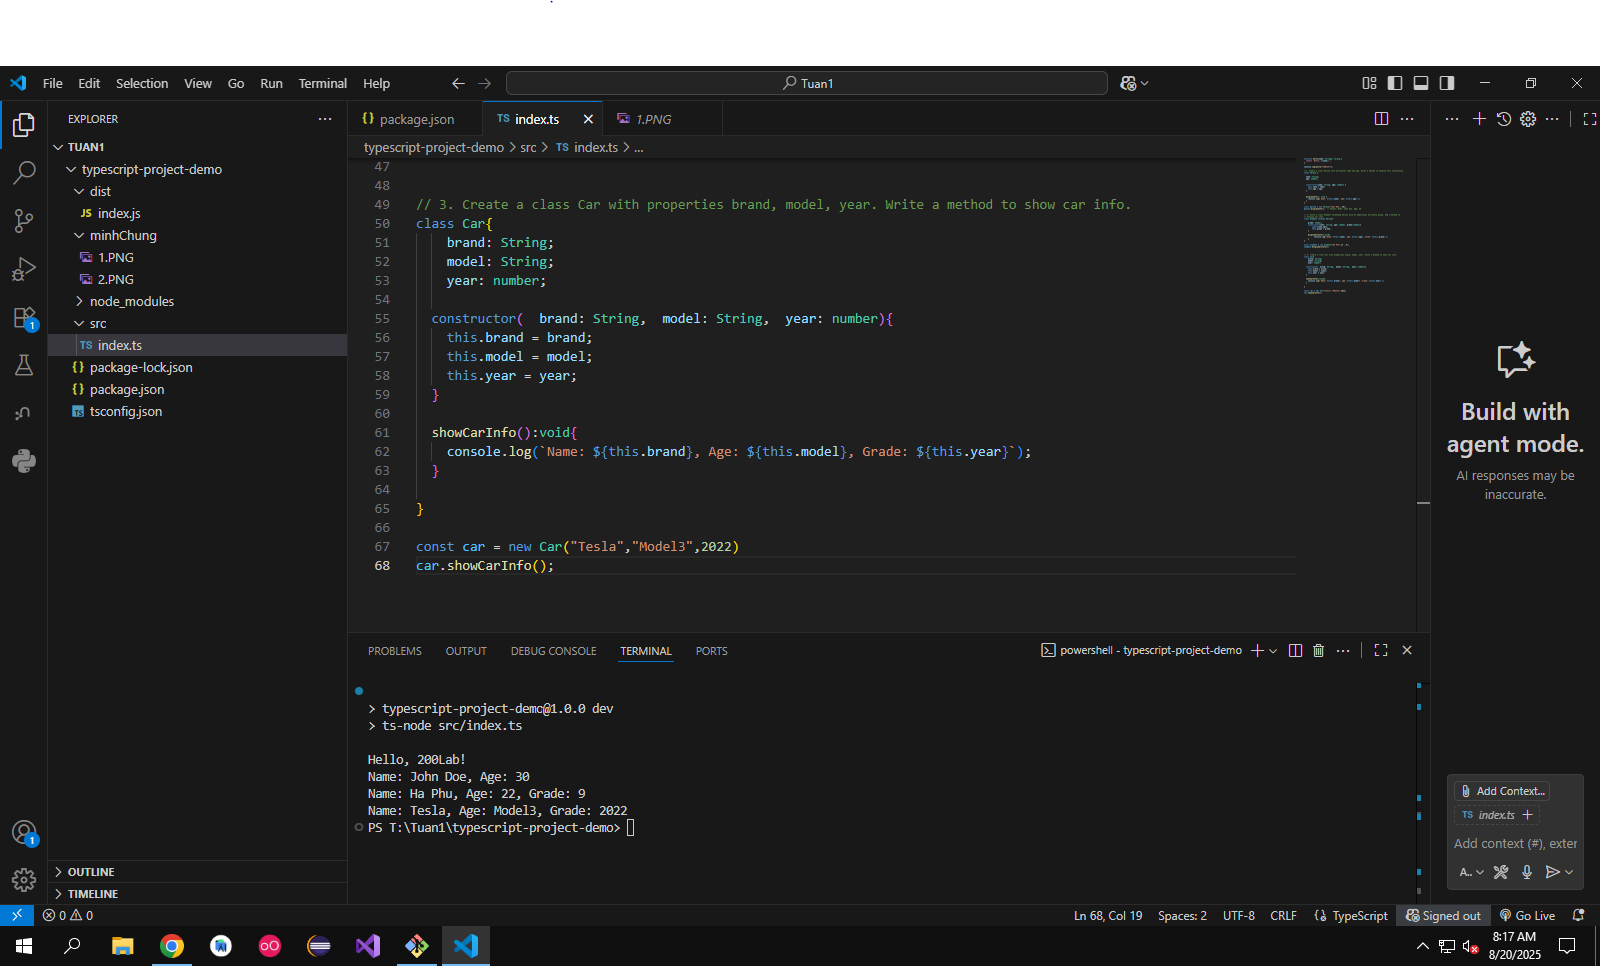 File Edit Selection View Go Run Terminal Help
Tuan1
EXPLORER
TUAN1
typescript-project-demo
dist
JS index.js
minhChung
1.PNG
2.PNG
node_modules
src
TS index.ts
{} package-lock.json
{} package.json
TS tsconfig.json
OUTLINE
TIMELINE
{} package.json
TS index.ts
1.PNG
typescript-project-demo > src > TS index.ts > ...
47
48
49 // 3. Create a class Car with properties brand, model, year. Write a method to show car info.
50 class Car{
51 brand: String;
52 model: String;
53 year: number;
54
55 constructor(  brand: String,  model: String,  year: number){
56 this.brand = brand;
57 this.model = model;
58 this.year = year;
59 }
60
61 showCarInfo():void{
62 console.log(`Name: ${this.brand}, Age: ${this.model}, Grade: ${this.year}`);
63 }
64
65 }
66
67 const car = new Car("Tesla","Model3",2022)
68 car.showCarInfo();
PROBLEMS OUTPUT DEBUG CONSOLE TERMINAL PORTS
powershell - typescript-project-demo
> typescript-project-demo@1.0.0 dev
> ts-node src/index.ts
Hello, 200Lab!
Name: John Doe, Age: 30
Name: Ha Phu, Age: 22, Grade: 9
Name: Tesla, Age: Model3, Grade: 2022
PS T:\Tuan1\typescript-project-demo>
Build with
agent mode.
AI responses may be
inaccurate.
Add Context...
TS index.ts
Add context (#), exter
A..
1
1
0 0
Ln 68, Col 19 Spaces: 2 UTF-8 CRLF {} TypeScript Signed out Go Live
8:17 AM
8/20/2025